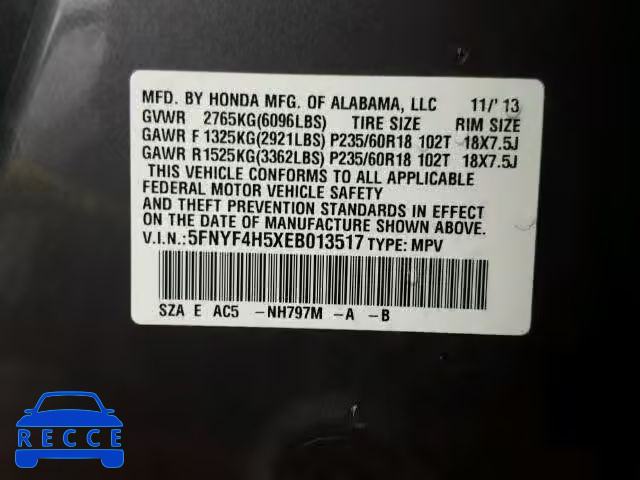 MFD. BY HONDA MFG. OF ALABAMA, LLC 11/'13
GVWR 2765KG(6096LBS) TIRE SIZE RIM SIZE
GAWR F 1325KG(2921LBS) P235/60R18 102T 18X7.5J
GAWR R1525KG(3362LBS) P235/60R18 102T 18X7.5J
THIS VEHICLE CONFORMS TO ALL APPLICABLE
FEDERAL MOTOR VEHICLE SAFETY
AND THEFT PREVENTION STANDARDS IN EFFECT
ON THE DATE OF MANUFACTURE SHOWN ABOVE.
V.I.N.:5FNYF4H5XEB013517 TYPE: MPV
SZA E AC5 -NH797M -A -B
RECCE